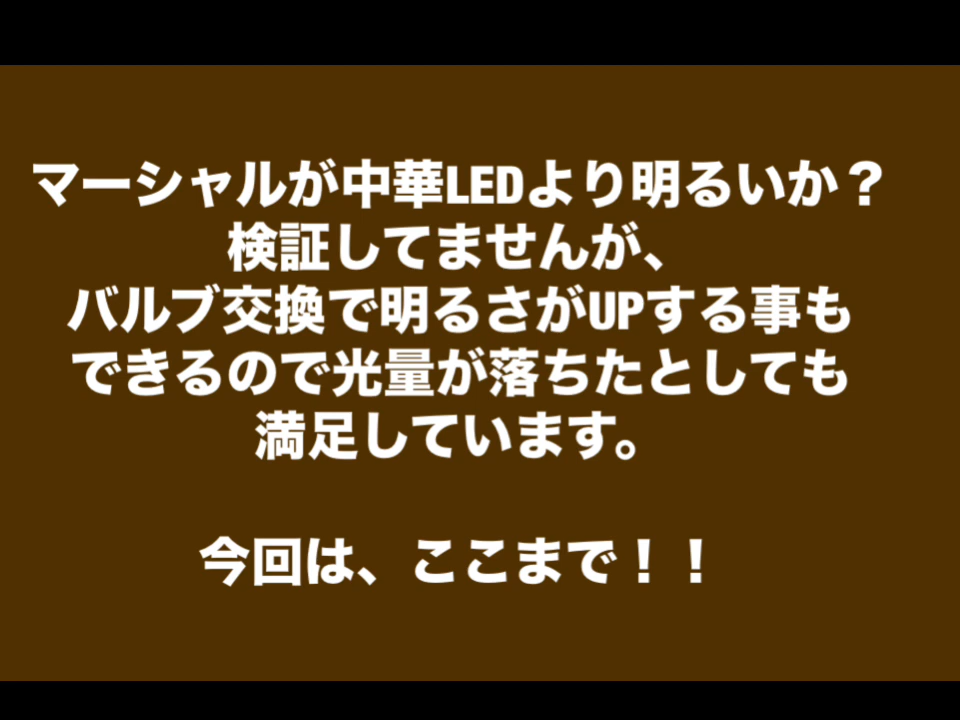 マーシャルが中華LEDより明るいか？
検証してませんが、
バルブ交換で明るさがUPする事も
できるので光量が落ちたとしても
満足しています。
今回は、ここまで！！